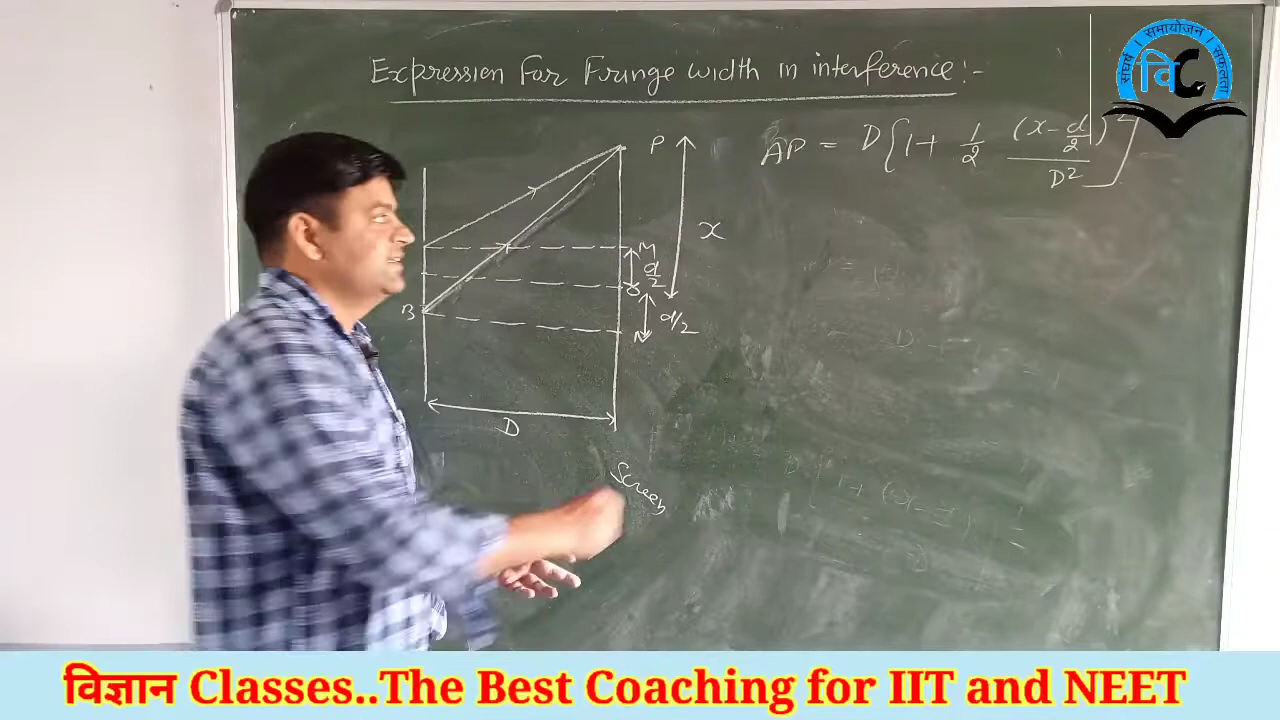 संघर्ष । समायोजन । सफलता
वि C
Expression for Fringe width in interference :-
AP = D{1+ 1/2 (x-d/2)²/D²]
P
x
M
d/2
O
B
d/2
N
D
Screen
विज्ञान Classes..The Best Coaching for IIT and NEET